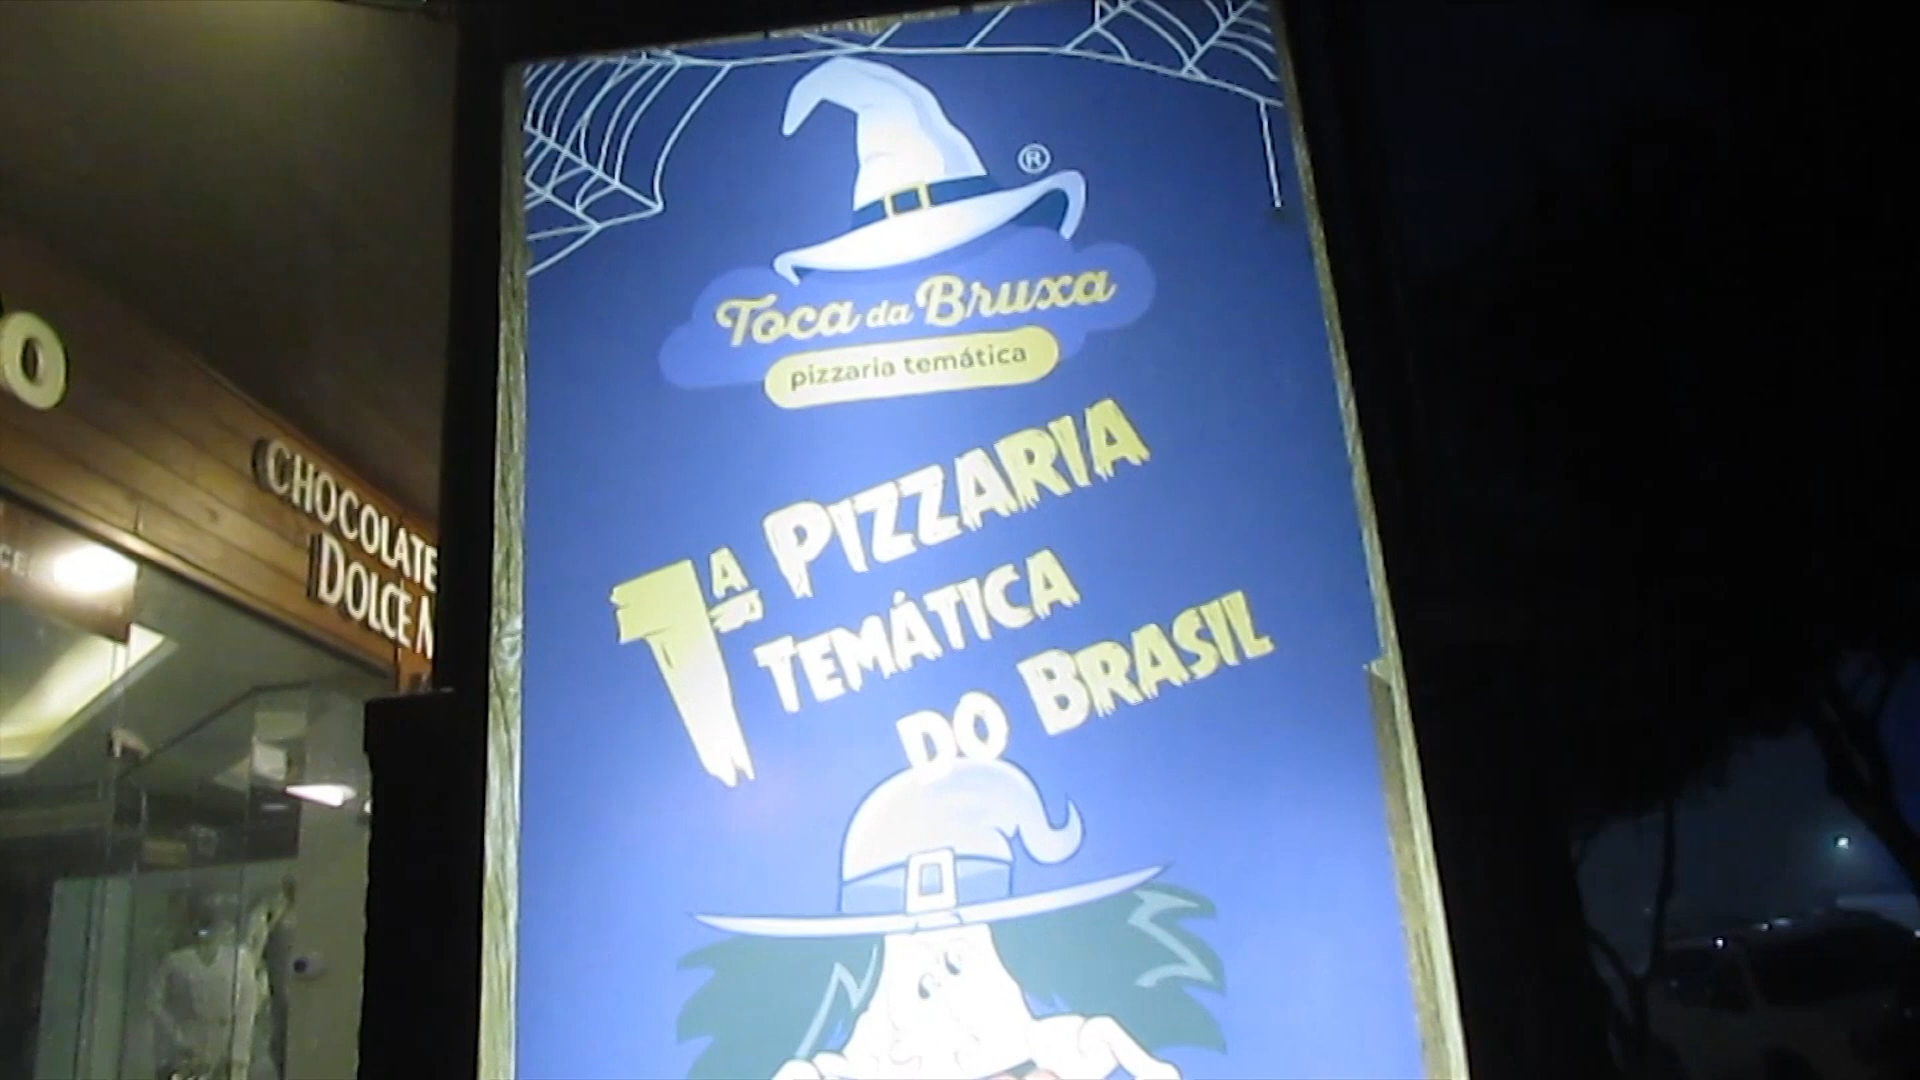 ®
Toca da Bruxa
pizzaria temática
1ª PIZZARIA
TEMÁTICA
DO BRASIL
O
CHOCOLATE
DOLCE